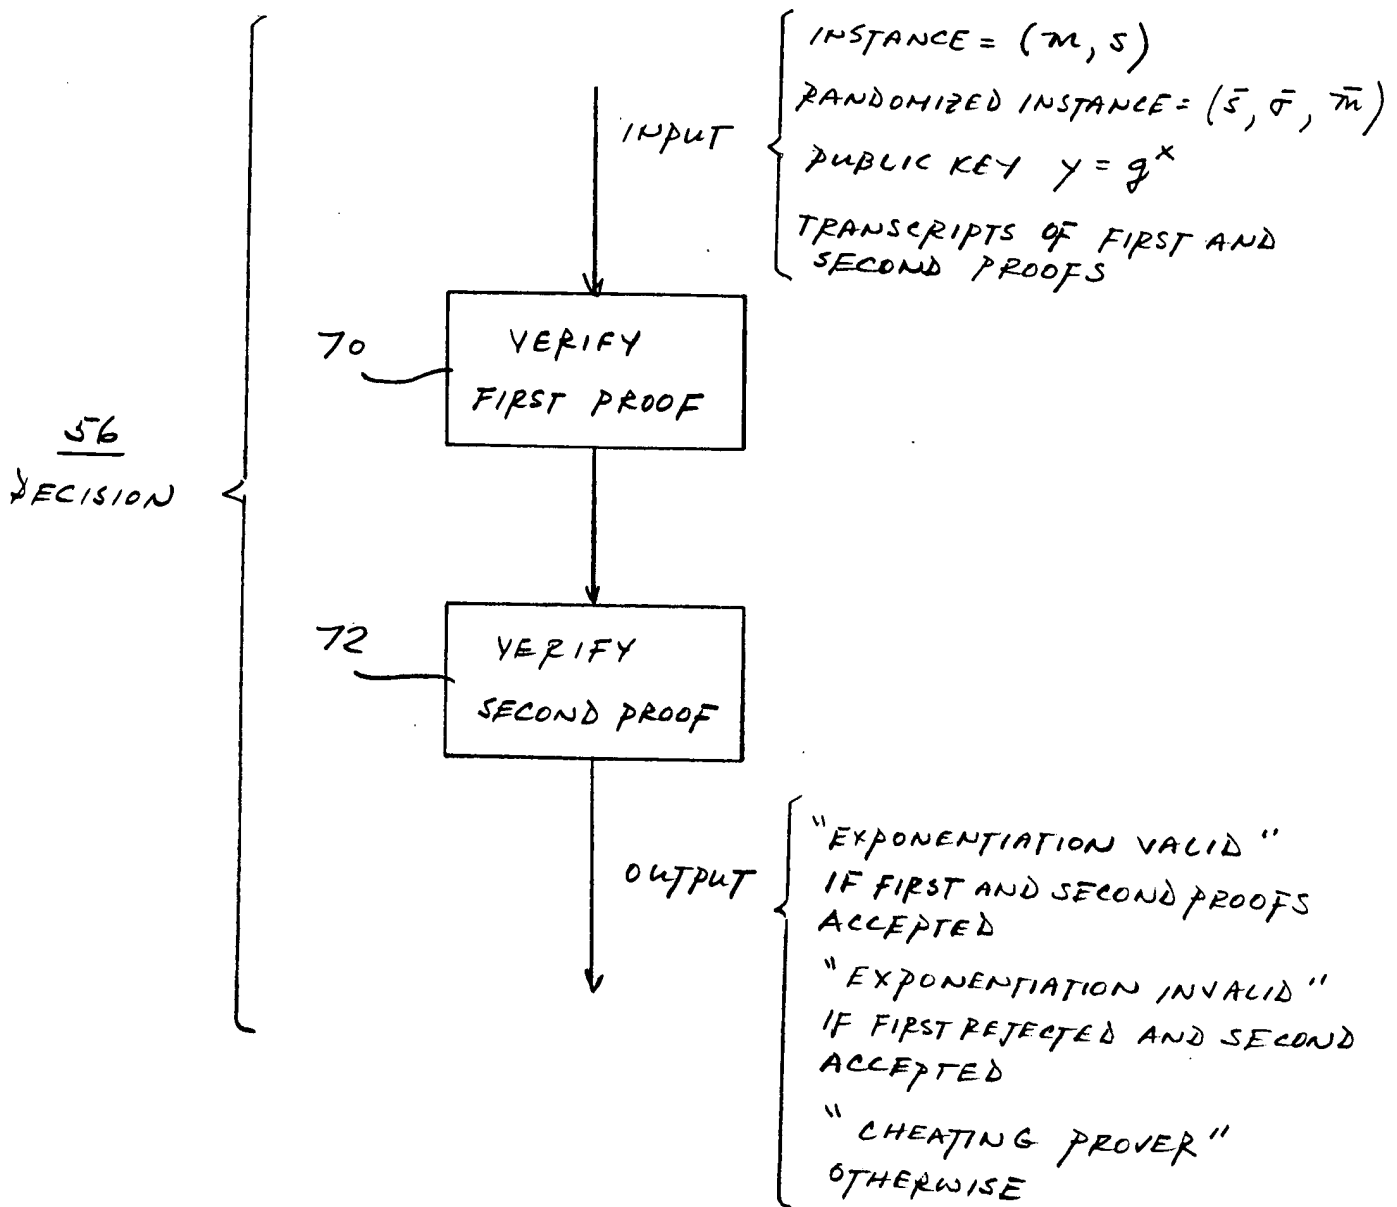 INSTANCE = (m, s)
RANDOMIZED INSTANCE = (s̄, σ̄, m̄)
INPUT
PUBLIC KEY y = g^x
TRANSCRIPTS OF FIRST AND
SECOND PROOFS
70
VERIFY
FIRST PROOF
56
DECISION
72
VERIFY
SECOND PROOF
OUTPUT
"EXPONENTIATION VALID"
IF FIRST AND SECOND PROOFS
ACCEPTED
"EXPONENTIATION INVALID"
IF FIRST REJECTED AND SECOND
ACCEPTED
"CHEATING PROVER"
OTHERWISE